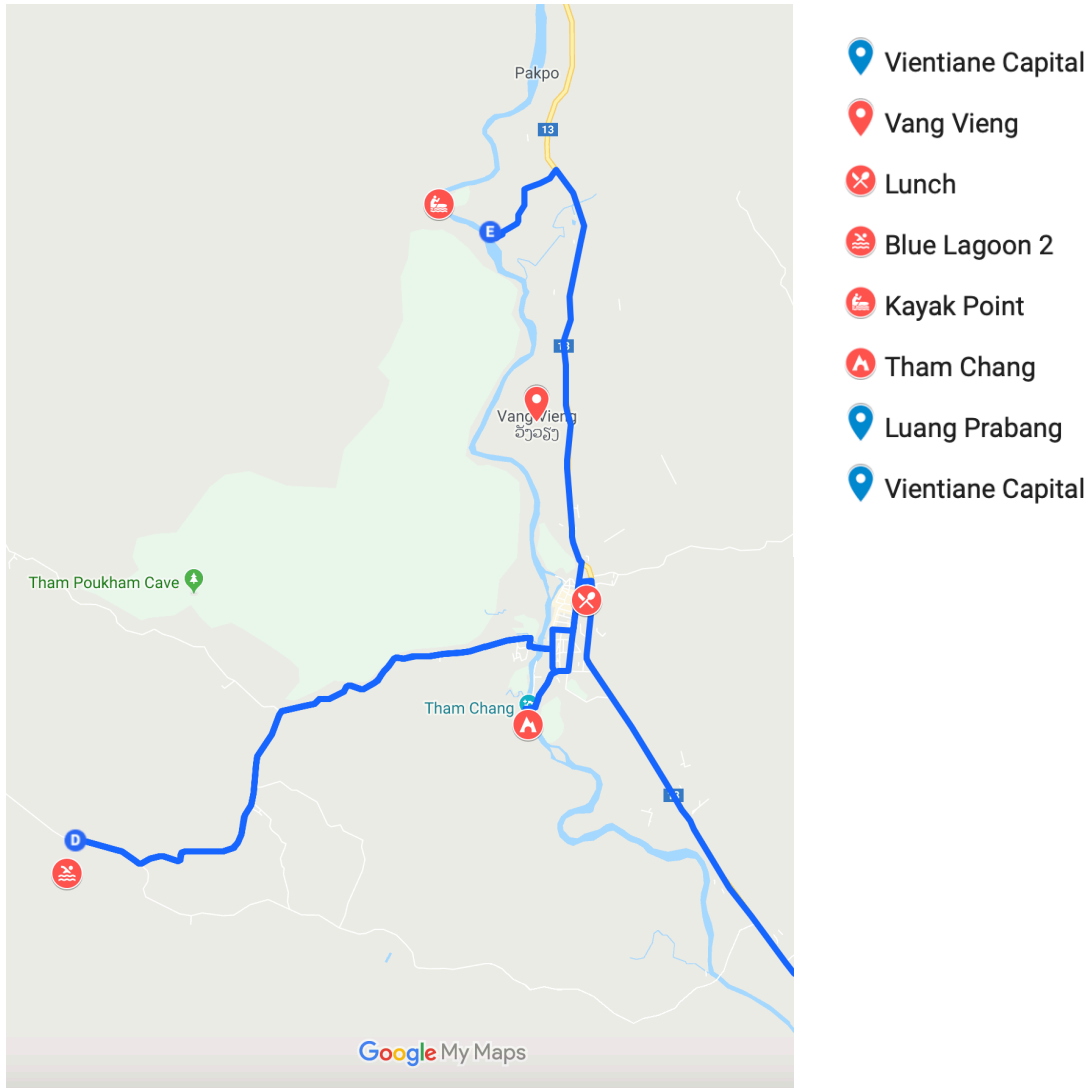 Pakpo
13
E
13
Vang Vieng
ວັງວຽງ
Tham Poukham Cave
Tham Chang
13
D
Google My Maps
Vientiane Capital
Vang Vieng
Lunch
Blue Lagoon 2
Kayak Point
Tham Chang
Luang Prabang
Vientiane Capital